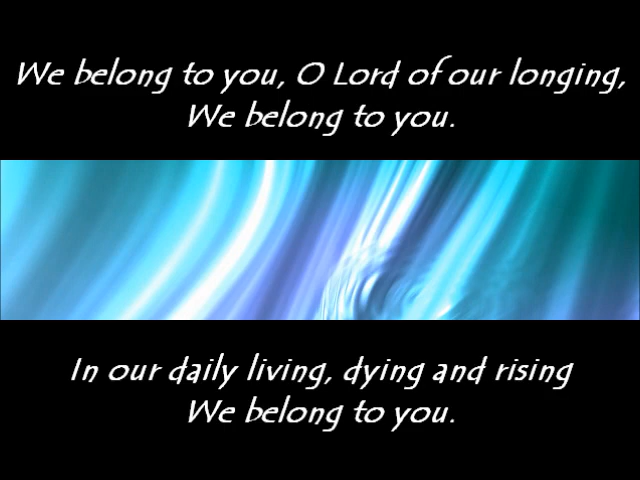 We belong to you, O Lord of our longing,
We belong to you.
In our daily living, dying and rising
We belong to you.